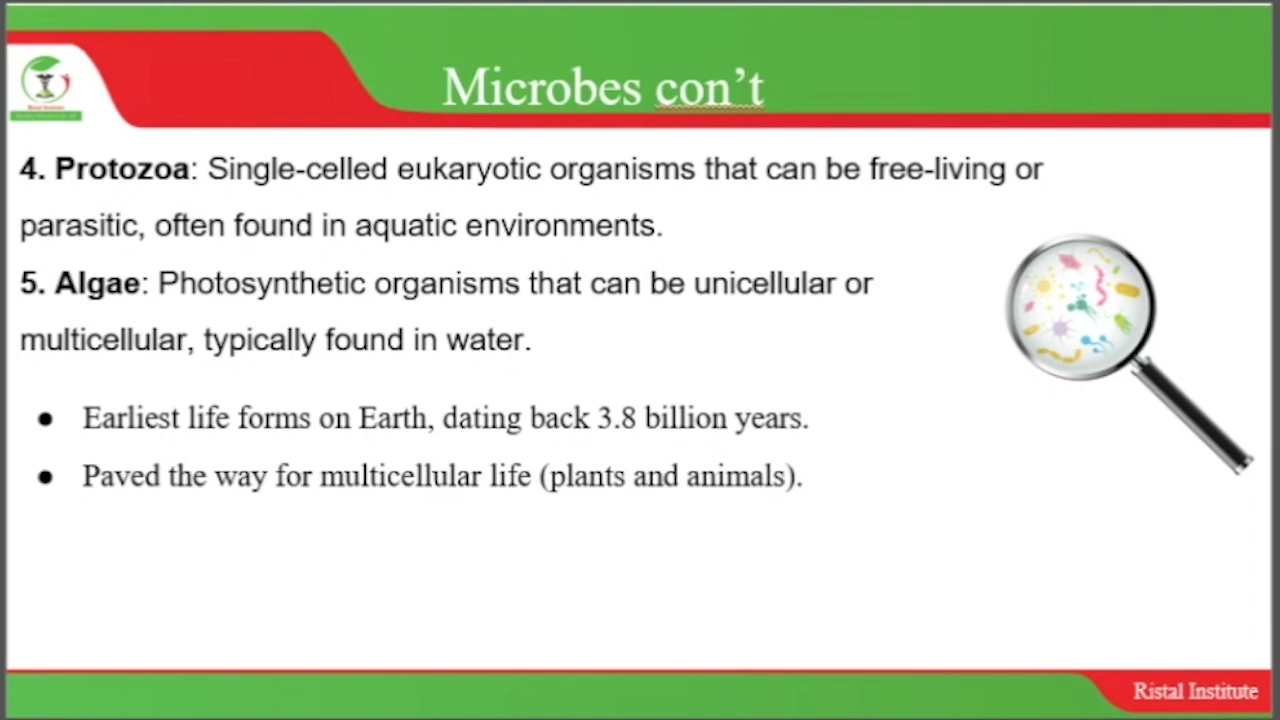 Microbes con’t
4. Protozoa: Single-celled eukaryotic organisms that can be free-living or
parasitic, often found in aquatic environments.
5. Algae: Photosynthetic organisms that can be unicellular or
multicellular, typically found in water.
● Earliest life forms on Earth, dating back 3.8 billion years.
● Paved the way for multicellular life (plants and animals).
Ristal Institute